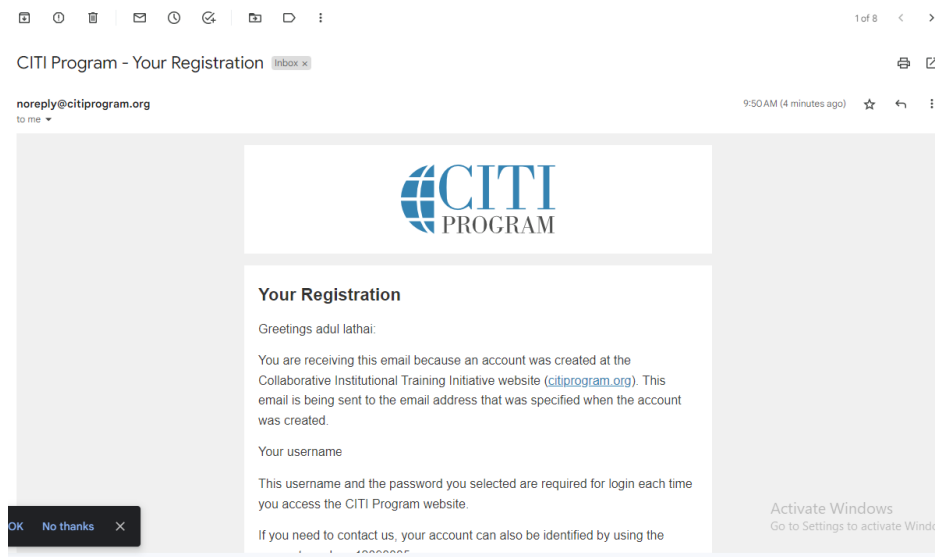 1 of 8
CITI Program - Your Registration Inbox ×
noreply@citiprogram.org 9:50 AM (4 minutes ago)
to me
CITI
PROGRAM
Your Registration
Greetings adul lathai:
You are receiving this email because an account was created at the
Collaborative Institutional Training Initiative website (citiprogram.org). This
email is being sent to the email address that was specified when the account
was created.
Your username
This username and the password you selected are required for login each time
you access the CITI Program website.
If you need to contact us, your account can also be identified by using the
Activate Windows
Go to Settings to activate Windo
OK No thanks ×